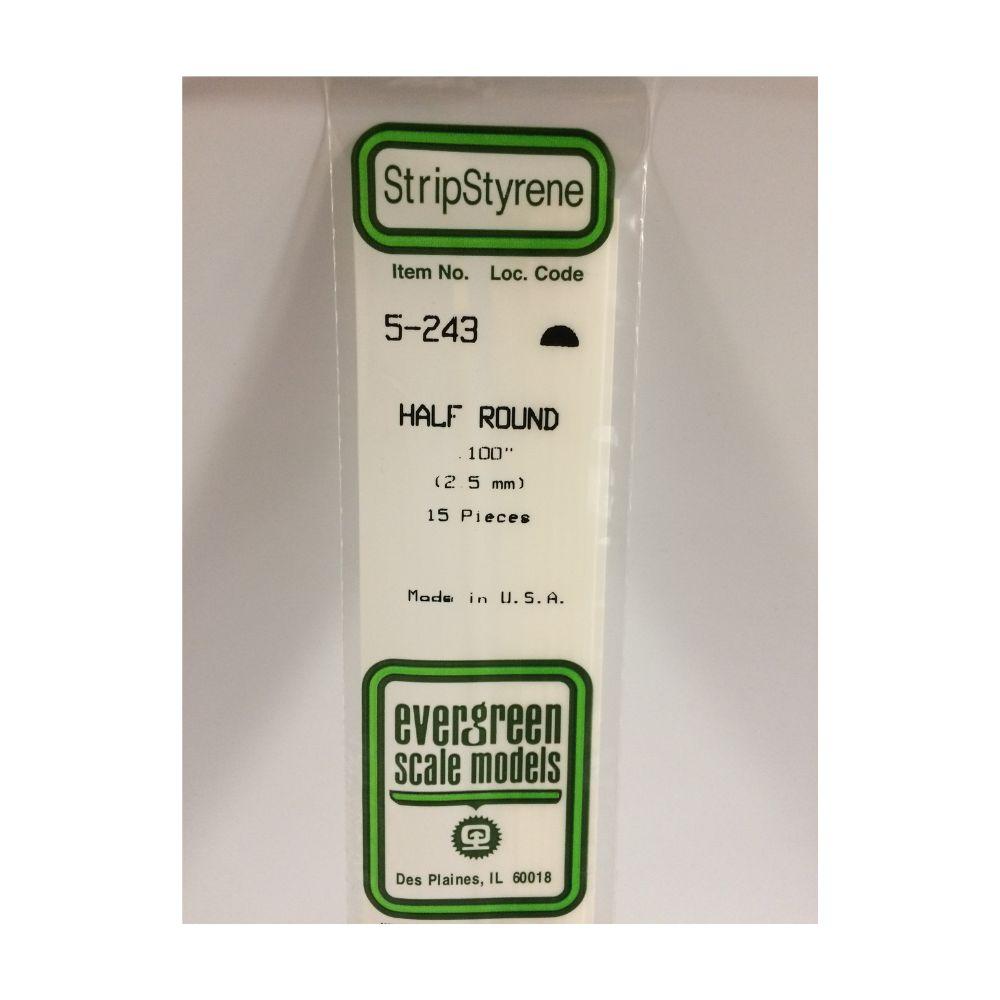 StripStyrene
Item No. Loc. Code
5-243
HALF ROUND
.100"
(2.5 mm)
15 Pieces
Made in U.S.A.
evergreen
scale models
Des Plaines, IL 60018